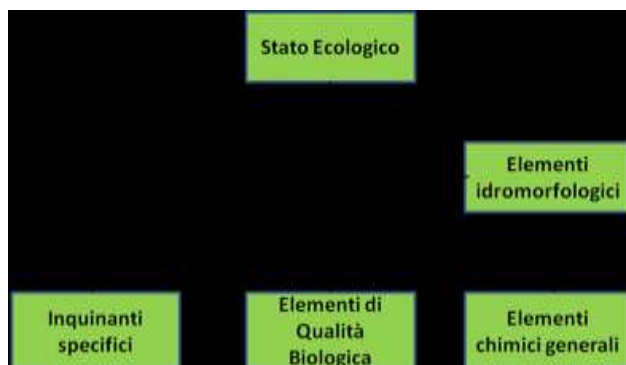 Stato Ecologico
Elementi
idromorfologici
Inquinanti
specifici
Elementi di
Qualità
Biologica
Elementi
chimici generali